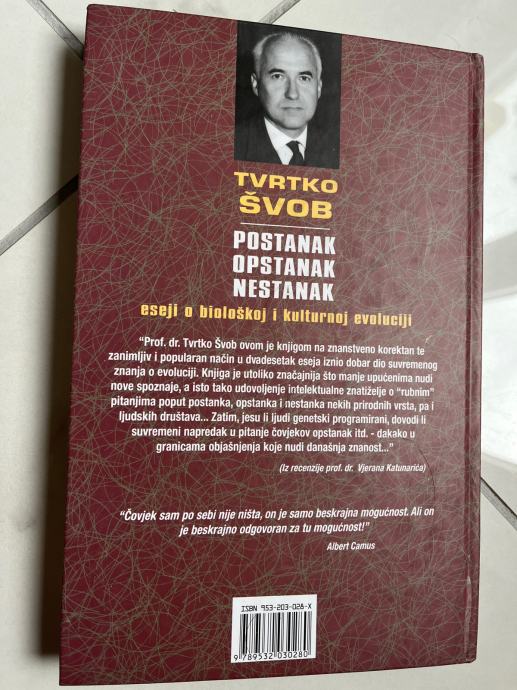 TVRTKO
ŠVOB
POSTANAK
OPSTANAK
NESTANAK
eseji o biološkoj i kulturnoj evoluciji
“Prof. dr. Tvrtko Švob ovom je knjigom na znanstveno korektan te
zanimljiv i popularan način u dvadesetak eseja iznio dobar dio suvremenog
znanja o evoluciji. Knjiga je utoliko značajnija što manje upućenima nudi
nove spoznaje, a isto tako udovoljenje intelektualne znatiželje o “rubnim”
pitanjima poput postanka, opstanka i nestanka nekih prirodnih vrsta, pa i
ljudskih društava... Zatim, jesu li ljudi genetski programirani, dovodi li
suvremeni napredak u pitanje čovjekov opstanak itd. - dakako u
granicama objašnjenja koje nudi današnja znanost...”
(Iz recenzije prof. dr. Vjerana Katunarića)
“Čovjek sam po sebi nije ništa, on je samo beskrajna mogućnost. Ali on
je beskrajno odgovoran za tu mogućnost!”
Albert Camus
ISBN 953-203-028-X
9 789532 030280